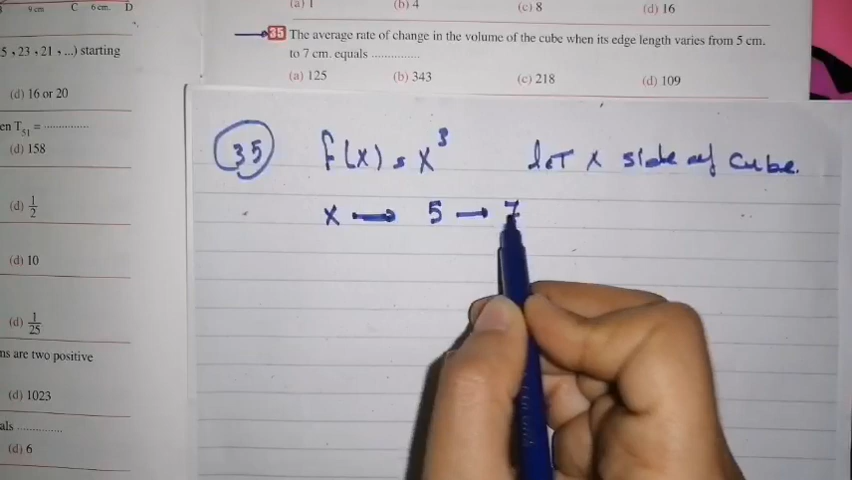 9 cm C 6 cm D
5 , 23 , 21 , ...) starting
(d) 16 or 20
en T51 = ...............
(d) 158
(d) 1/2
(d) 10
(d) 1/25
ns are two positive
(d) 1023
als ...............
(d) 6
(a) 1 (b) 4 (c) 8 (d) 16
35 The average rate of change in the volume of the cube when its edge length varies from 5 cm.
to 7 cm. equals ...............
(a) 125 (b) 343 (c) 218 (d) 109
35 f(x) = x³ let x side of cube.
x → 5 → 7